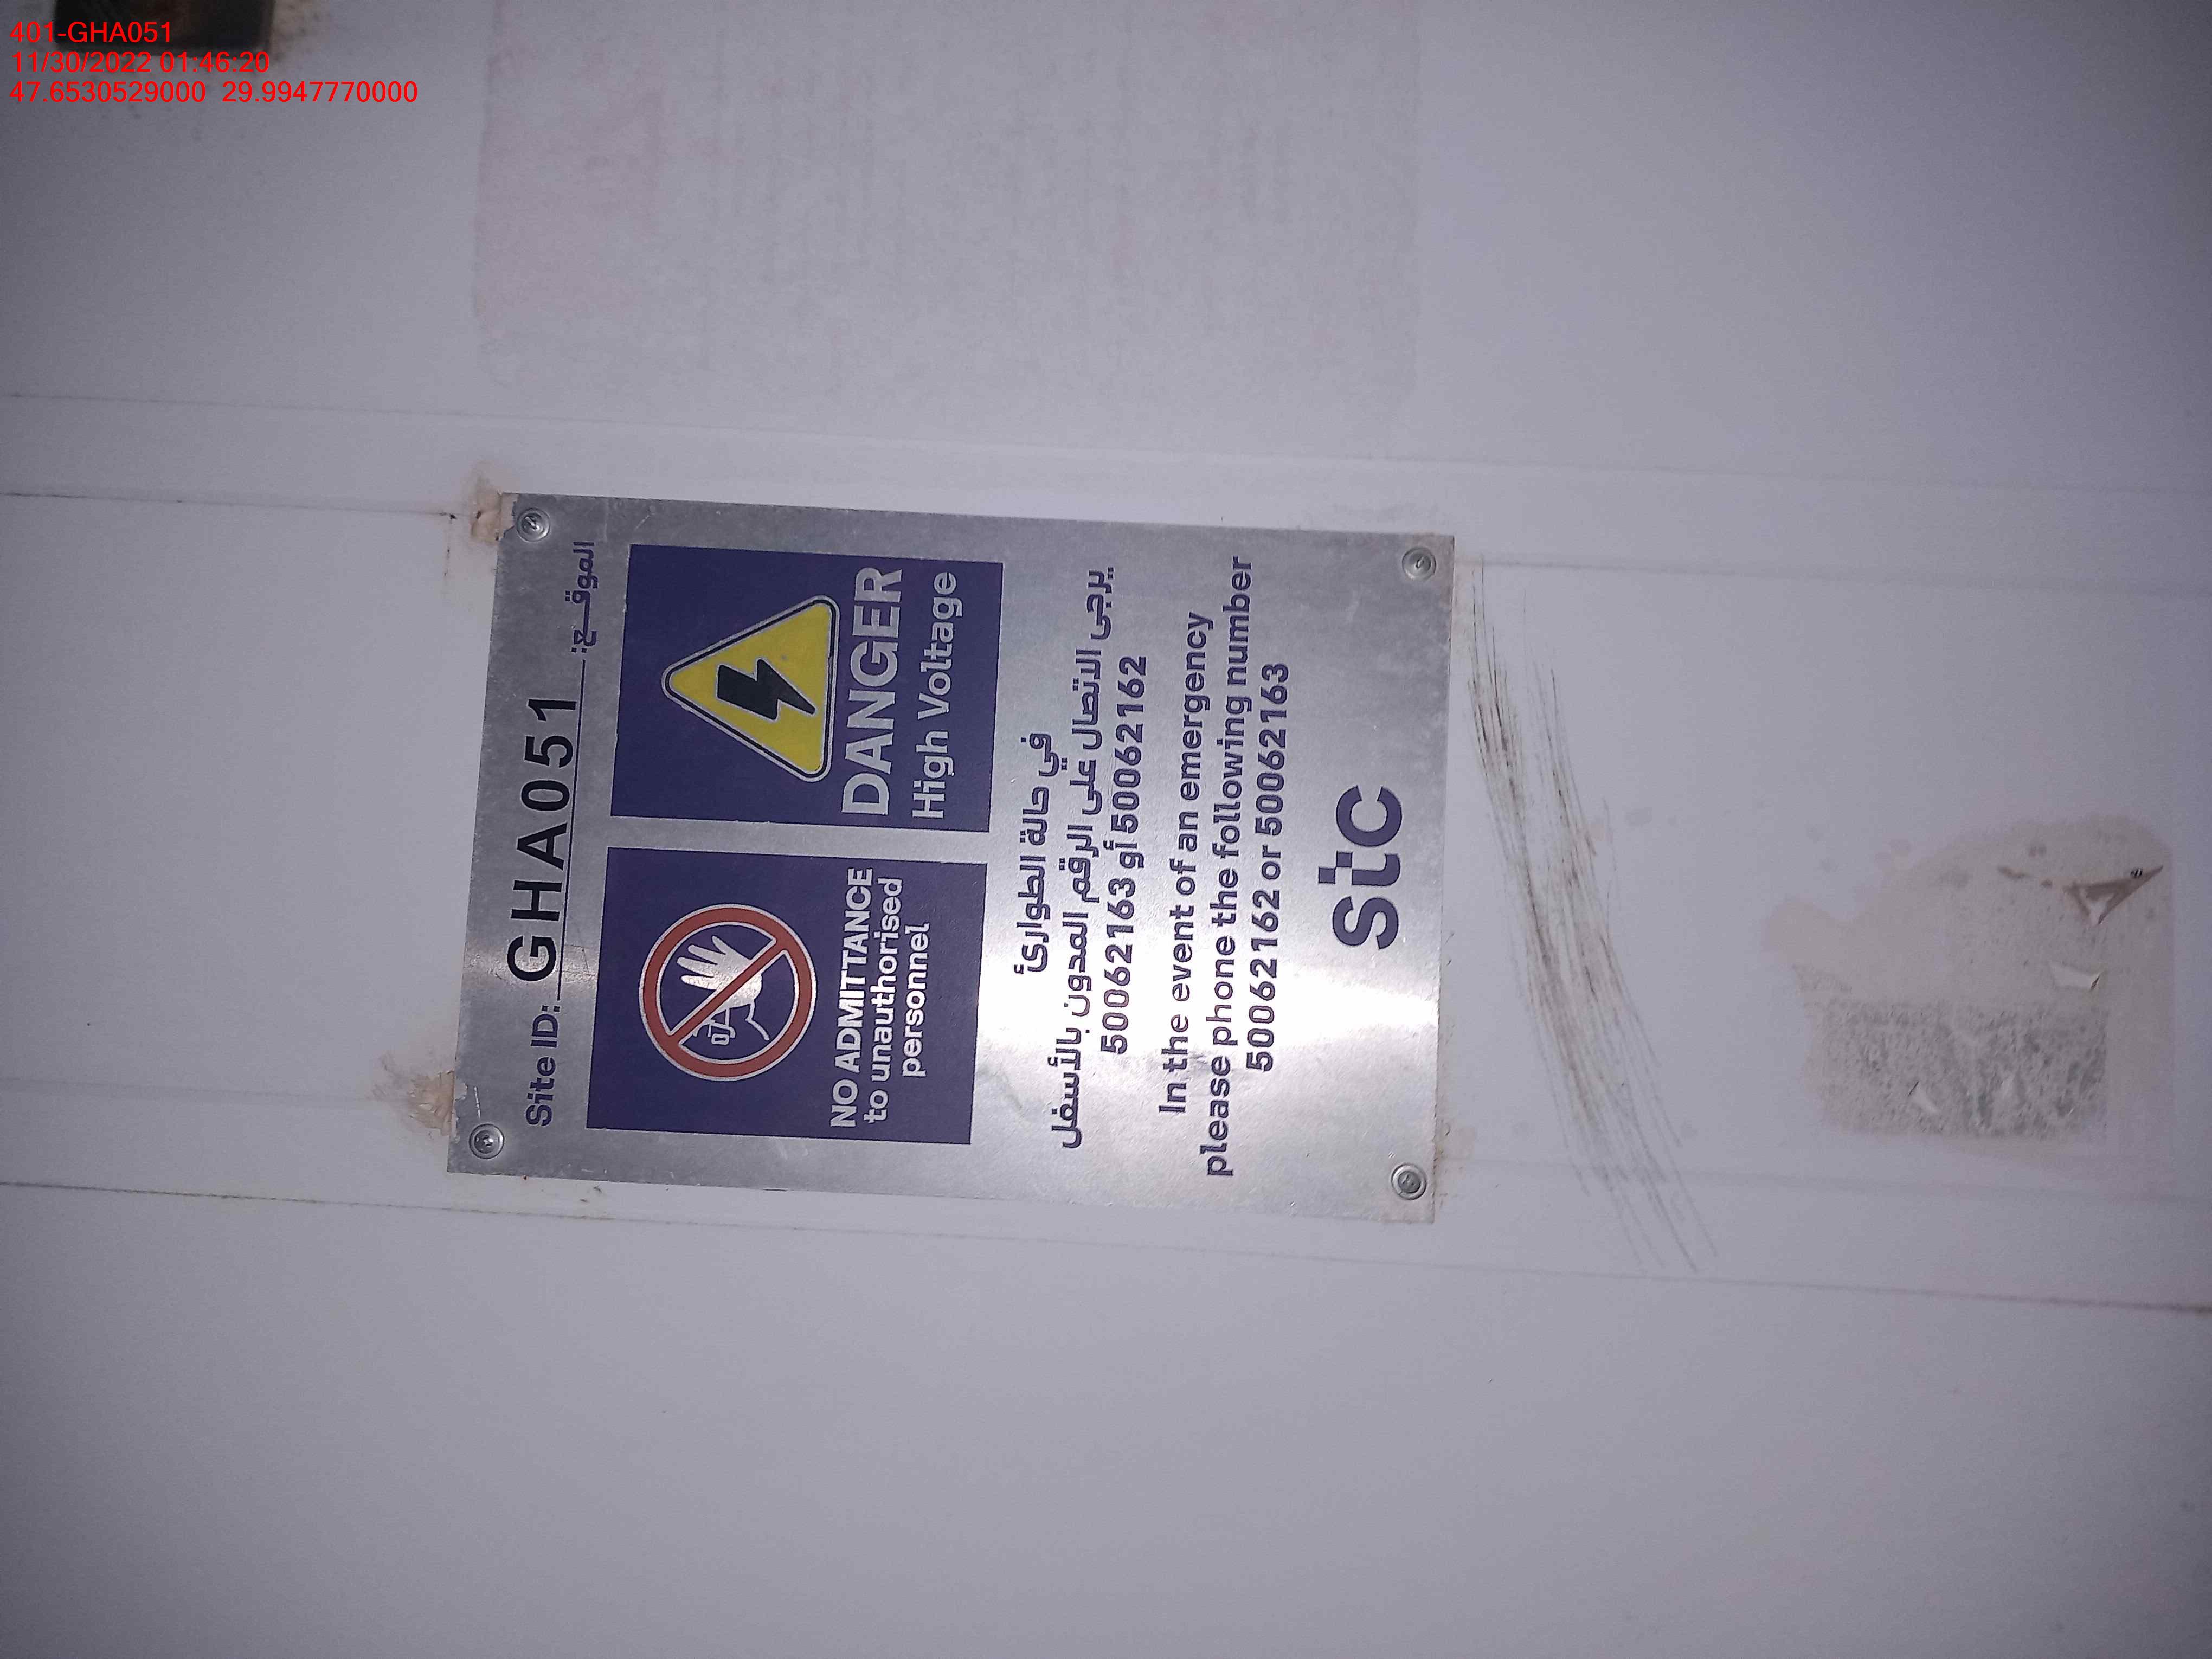 401-GHA051
11/30/2022 01:46:20
47.6530529000 29.9947770000
Site ID: GHA051 الموقـــع:
NO ADMITTANCE
to unauthorised
personnel
DANGER
High Voltage
في حالة الطوارئ
يرجى الاتصال على الرقم المدون بالأسفل
50062163 أو 50062162
In the event of an emergency
please phone the following number
50062162 or 50062163
stc